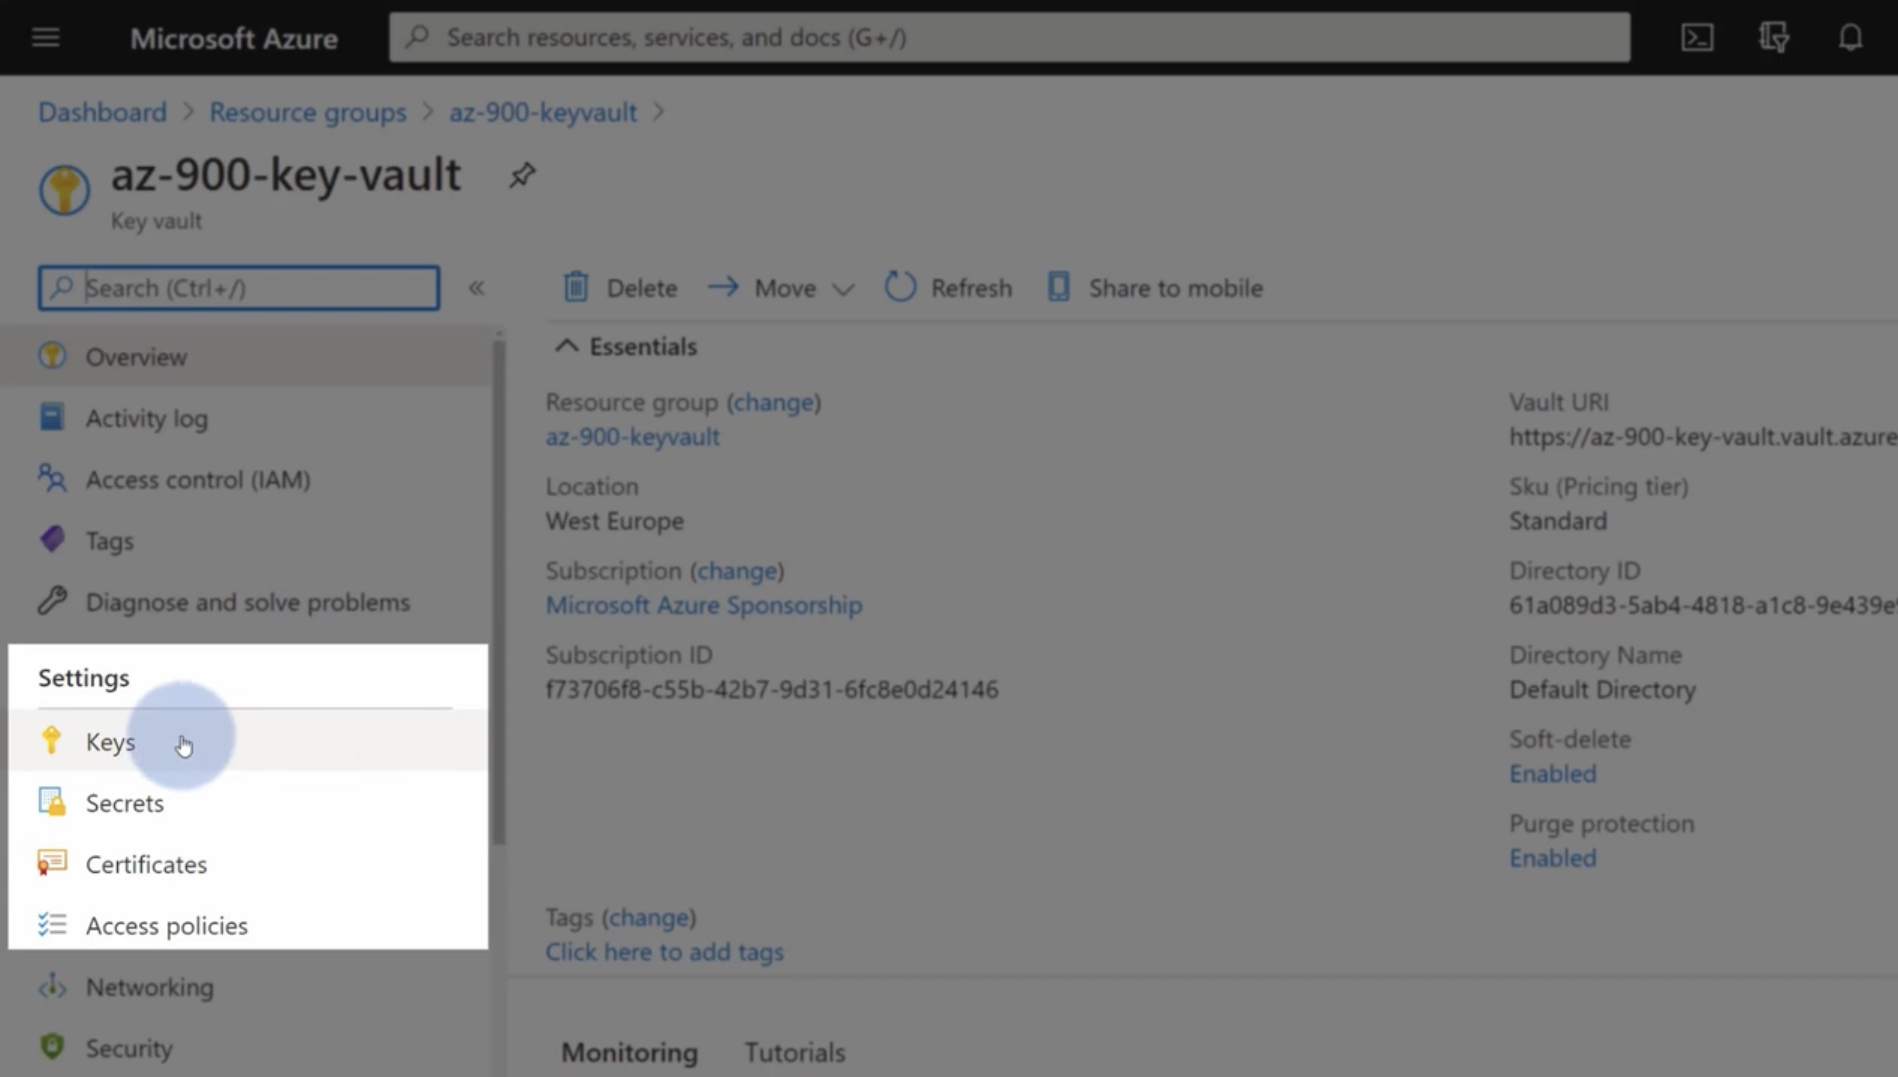 Microsoft Azure
Search resources, services, and docs (G+/)
Dashboard > Resource groups > az-900-keyvault >
az-900-key-vault
Key vault
Search (Ctrl+/)
«
Delete
Move
Refresh
Share to mobile
Overview
Activity log
Access control (IAM)
Tags
Diagnose and solve problems
Settings
Keys
Secrets
Certificates
Access policies
Networking
Security
Essentials
Resource group (change)
az-900-keyvault
Location
West Europe
Subscription (change)
Microsoft Azure Sponsorship
Subscription ID
f73706f8-c55b-42b7-9d31-6fc8e0d24146
Vault URI
https://az-900-key-vault.vault.azure
Sku (Pricing tier)
Standard
Directory ID
61a089d3-5ab4-4818-a1c8-9e439e
Directory Name
Default Directory
Soft-delete
Enabled
Purge protection
Enabled
Tags (change)
Click here to add tags
Monitoring
Tutorials